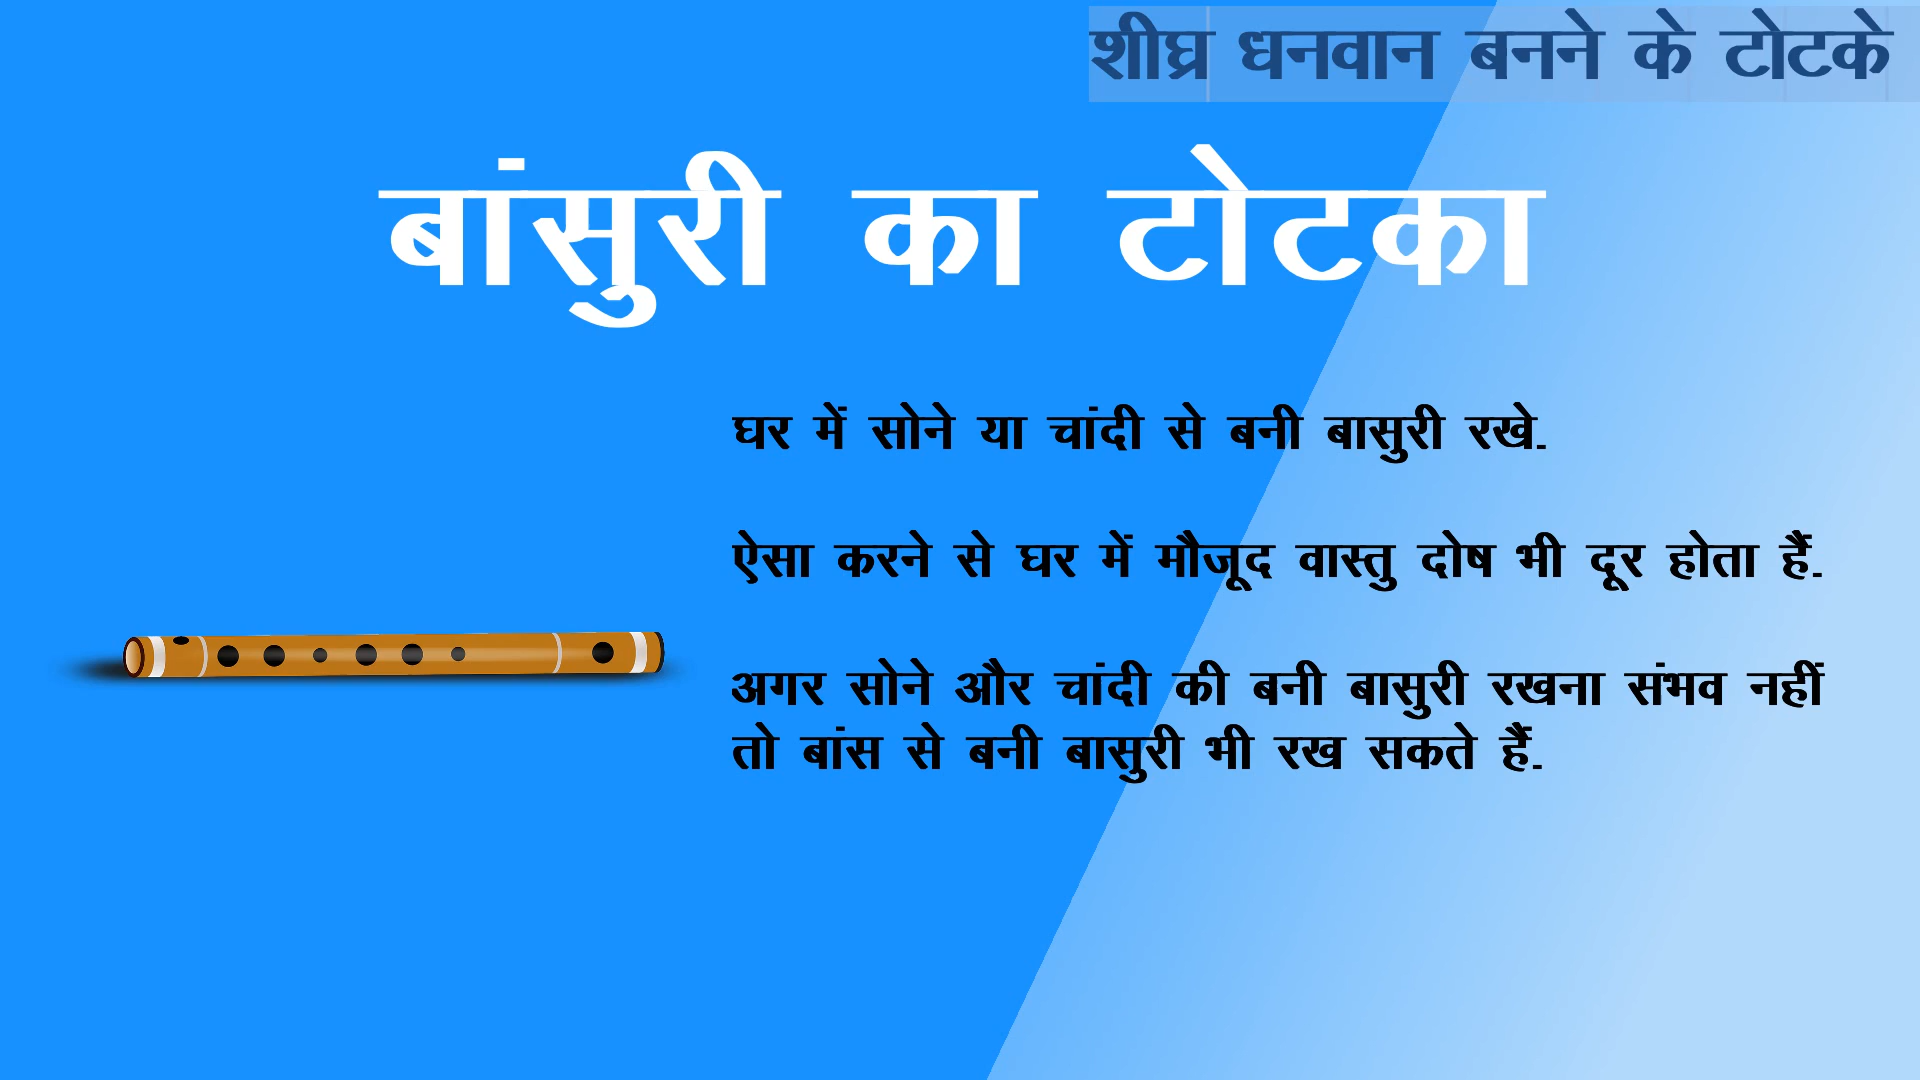 शीघ्र धनवान बनने के टोटके
बांसुरी का टोटका
घर में सोने या चांदी से बनी बासुरी रखे.
ऐसा करने से घर में मौजूद वास्तु दोष भी दूर होता हैं.
अगर सोने और चांदी की बनी बासुरी रखना संभव नहीं
तो बांस से बनी बासुरी भी रख सकते हैं.